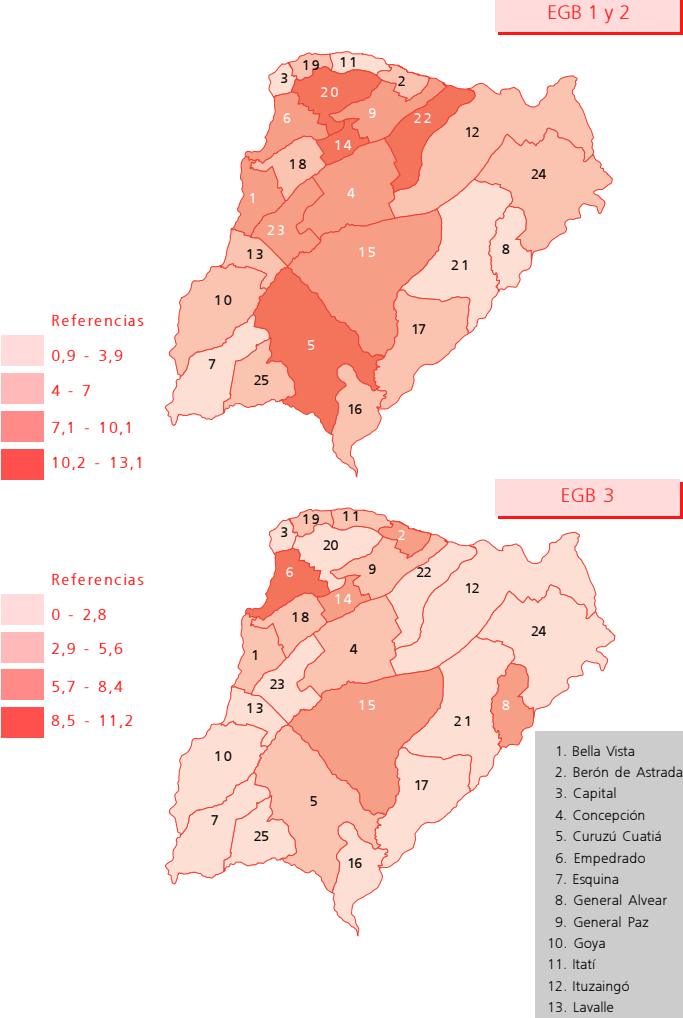 EGB 1 y 2
19
11
3
20
2
6
9
22
12
14
18
24
1
4
23
13
15
8
21
10
17
5
7
25
16
Referencias
0,9 - 3,9
4 - 7
7,1 - 10,1
10,2 - 13,1
EGB 3
19
11
3
20
2
6
9
22
12
14
18
24
1
4
23
13
15
8
21
10
17
5
7
25
16
Referencias
0 - 2,8
2,9 - 5,6
5,7 - 8,4
8,5 - 11,2
1. Bella Vista
2. Berón de Astrada
3. Capital
4. Concepción
5. Curuzú Cuatiá
6. Empedrado
7. Esquina
8. General Alvear
9. General Paz
10. Goya
11. Itatí
12. Ituzaingó
13. Lavalle